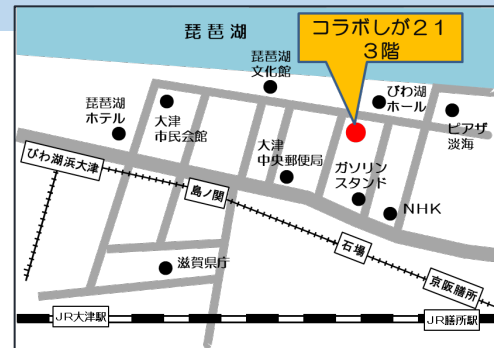 琵琶湖
コラボしが２１
３階
琵琶湖
文化館
びわ湖
ホール
ピアザ
淡海
琵琶湖
ホテル
大津
市民会館
大津
中央郵便局
ガソリン
スタンド
NHK
びわ湖浜大津
島ノ関
石場
京阪膳所
滋賀県庁
JR大津駅
JR膳所駅